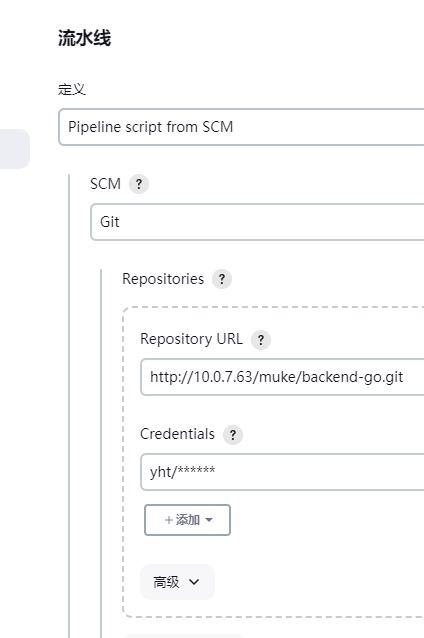 流水线
定义
Pipeline script from SCM
SCM ?
Git
Repositories ?
Repository URL ?
http://10.0.7.63/muke/backend-go.git
Credentials ?
yht/******
+添加
高级